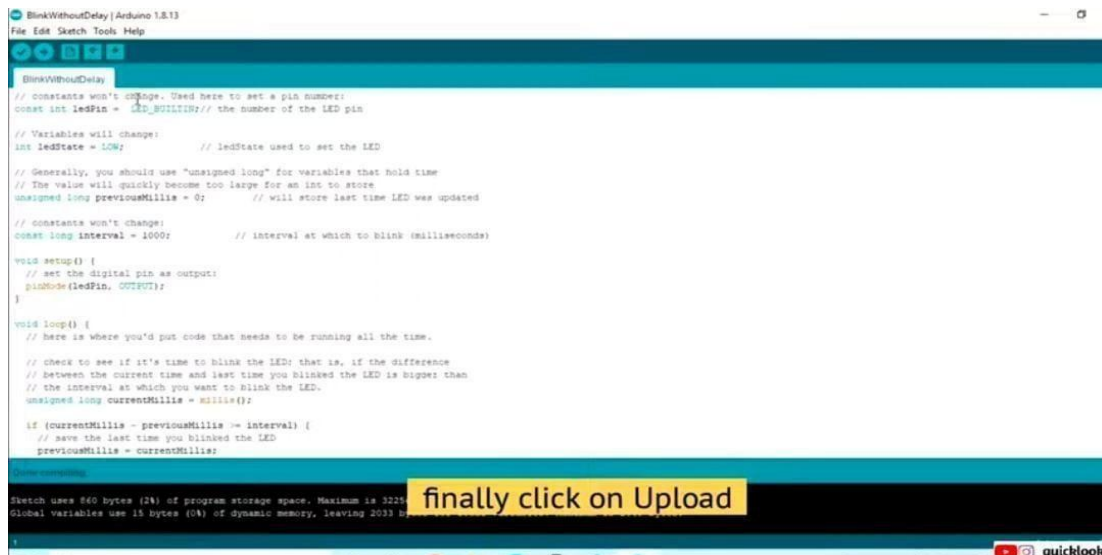 BlinkWithoutDelay | Arduino 1.8.13
File Edit Sketch Tools Help
BlinkWithoutDelay
// constants won't change. Used here to set a pin number:
const int ledPin = LED_BUILTIN;// the number of the LED pin
// Variables will change:
int ledState = LOW; // ledState used to set the LED
// Generally, you should use "unsigned long" for variables that hold time
// The value will quickly become too large for an int to store
unsigned long previousMillis = 0; // will store last time LED was updated
// constants won't change:
const long interval = 1000; // interval at which to blink (milliseconds)
void setup() {
// set the digital pin as output:
pinMode(ledPin, OUTPUT);
}
void loop() {
// here is where you'd put code that needs to be running all the time.
// check to see if it's time to blink the LED; that is, if the difference
// between the current time and last time you blinked the LED is bigger than
// the interval at which you want to blink the LED.
unsigned long currentMillis = millis();
if (currentMillis - previousMillis >= interval) {
// save the last time you blinked the LED
previousMillis = currentMillis;
Done compiling.
Sketch uses 860 bytes (2%) of program storage space. Maximum is 3225
Global variables use 15 bytes (0%) of dynamic memory, leaving 2033 b
finally click on Upload
1
quicklook